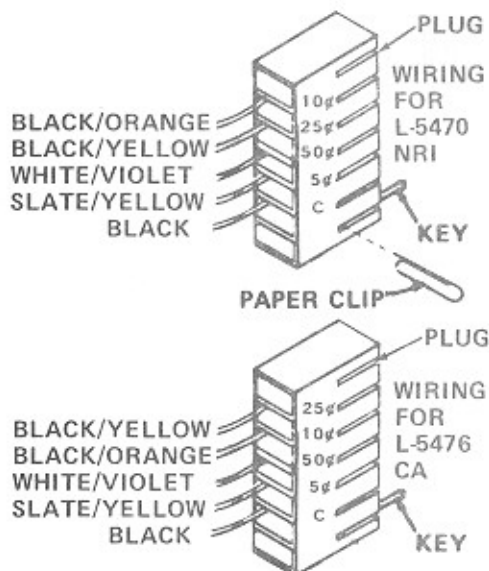 PLUG
10¢
25¢
50¢
5¢
C
WIRING
FOR
L-5470
NRI
BLACK/ORANGE
BLACK/YELLOW
WHITE/VIOLET
SLATE/YELLOW
BLACK
KEY
PAPER CLIP
PLUG
25¢
10¢
50¢
5¢
C
WIRING
FOR
L-5476
CA
BLACK/YELLOW
BLACK/ORANGE
WHITE/VIOLET
SLATE/YELLOW
BLACK
KEY